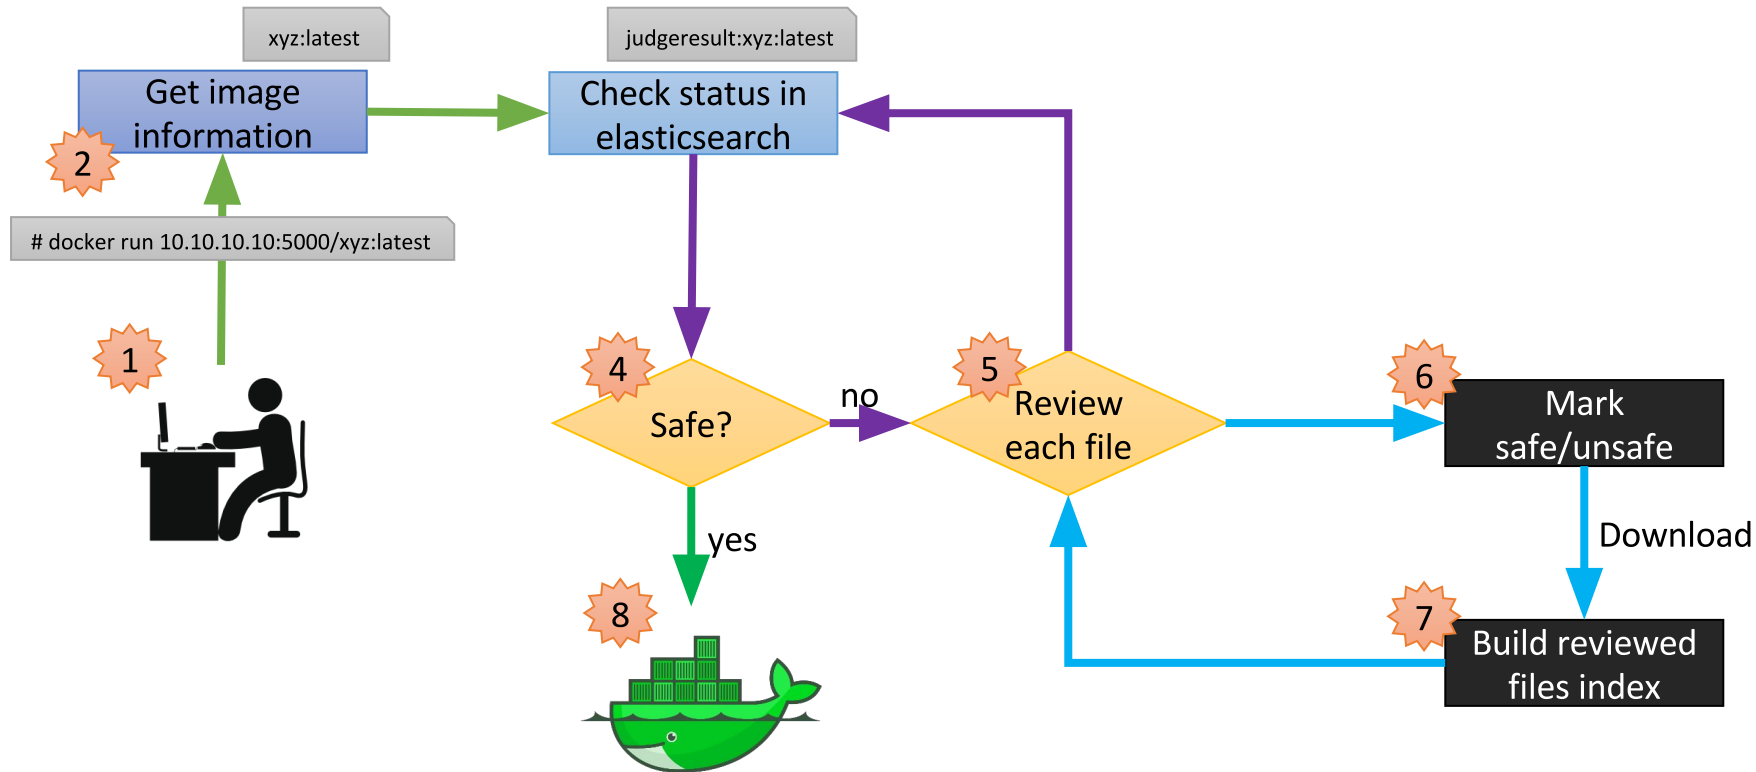 xyz:latest
judgeresult:xyz:latest
Get image
information
Check status in
elasticsearch
2
# docker run 10.10.10.10:5000/xyz:latest
1
4
Safe?
no
5
Review
each file
6
Mark
safe/unsafe
yes
Download
8
7
Build reviewed
files index